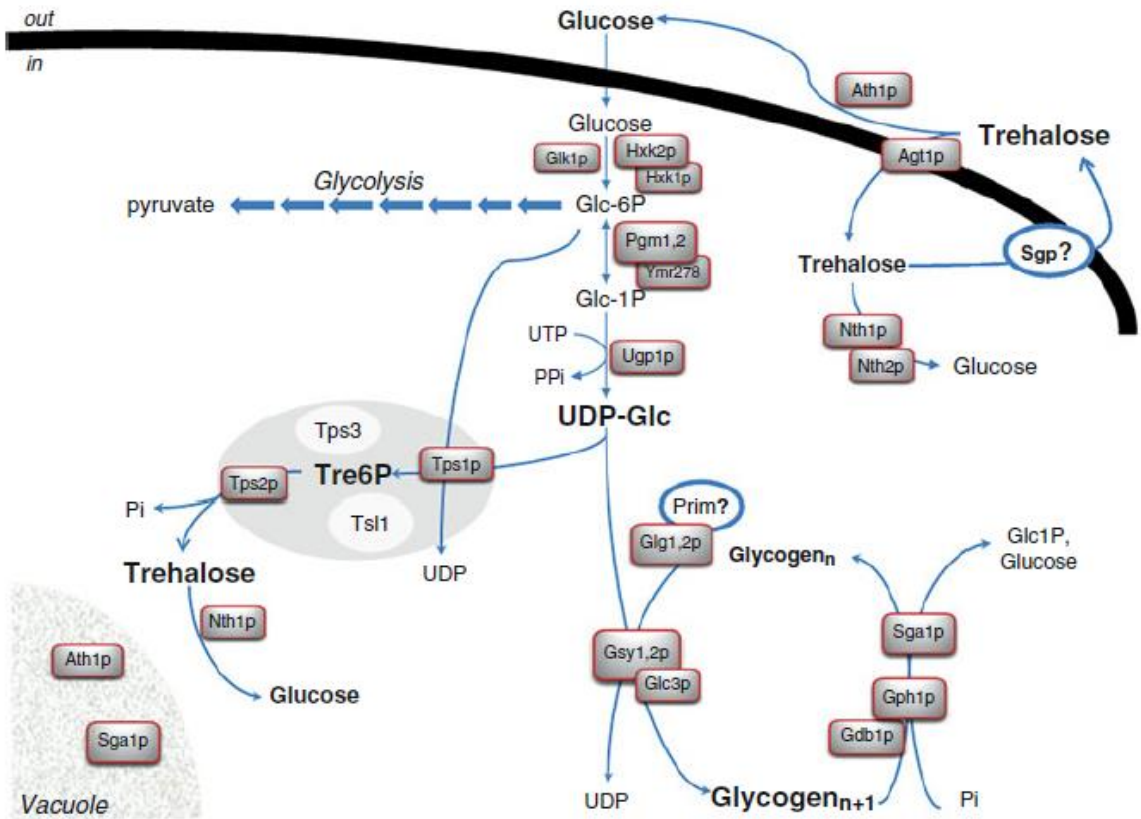 out
in
Glucose
Ath1p
Trehalose
Agt1p
Glucose
Glk1p
Hxk2p
Hxk1p
Glycolysis
pyruvate
Glc-6P
Pgm1,2
Ymr278
Glc-1P
Trehalose
Sgp?
UTP
PPi
Ugp1p
Nth1p
Nth2p
Glucose
UDP-Glc
Tps3
Tps1p
Tre6P
Tps2p
Pi
Tsl1
Trehalose
UDP
Prim?
Glg1,2p
Glycogenn
Glc1P,
Glucose
Nth1p
Glucose
Ath1p
Sga1p
Vacuole
Gsy1,2p
Glc3p
Sga1p
Gph1p
Gdb1p
UDP
Glycogenn+1
Pi